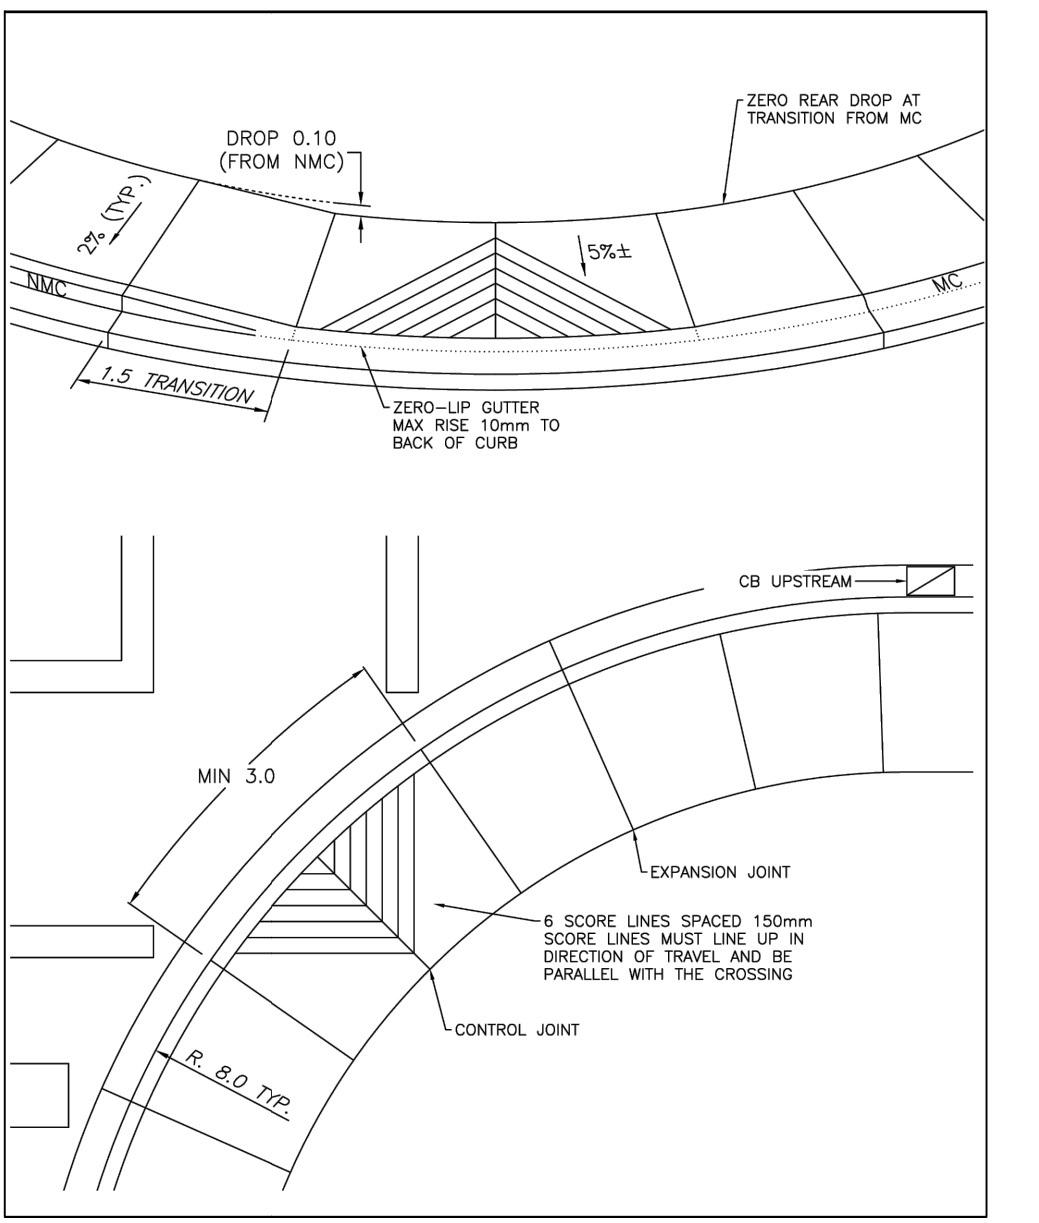 ZERO REAR DROP AT
TRANSITION FROM MC
DROP 0.10
(FROM NMC)
2% (TYP.)
5%±
NMC
MC
1.5 TRANSITION
ZERO-LIP GUTTER
MAX RISE 10mm TO
BACK OF CURB
CB UPSTREAM
MIN 3.0
EXPANSION JOINT
6 SCORE LINES SPACED 150mm
SCORE LINES MUST LINE UP IN
DIRECTION OF TRAVEL AND BE
PARALLEL WITH THE CROSSING
CONTROL JOINT
R. 8.0 TYP.